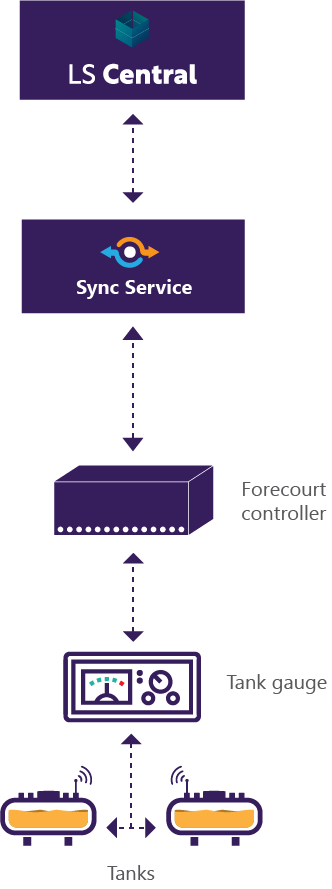 LS Central
Sync Service
Forecourt
controller
Tank gauge
Tanks